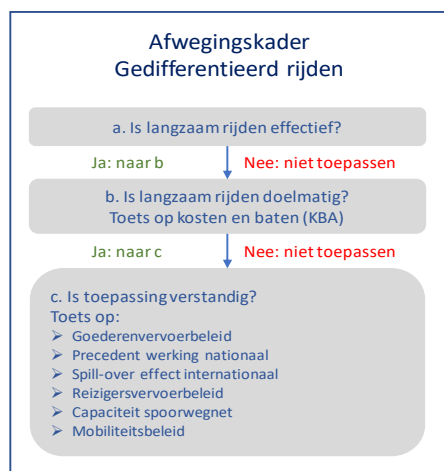 Afwegingskader
Gedifferentieerd rijden
a. Is langzaam rijden effectief?
Ja: naar b
Nee: niet toepassen
b. Is langzaam rijden doelmatig?
Toets op kosten en baten (KBA)
Ja: naar c
Nee: niet toepassen
c. Is toepassing verstandig?
Toets op:
➢ Goederenvervoerbeleid
➢ Precedent werking nationaal
➢ Spill-over effect internationaal
➢ Reizigersvervoerbeleid
➢ Capaciteit spoorwegnet
➢ Mobiliteitsbeleid